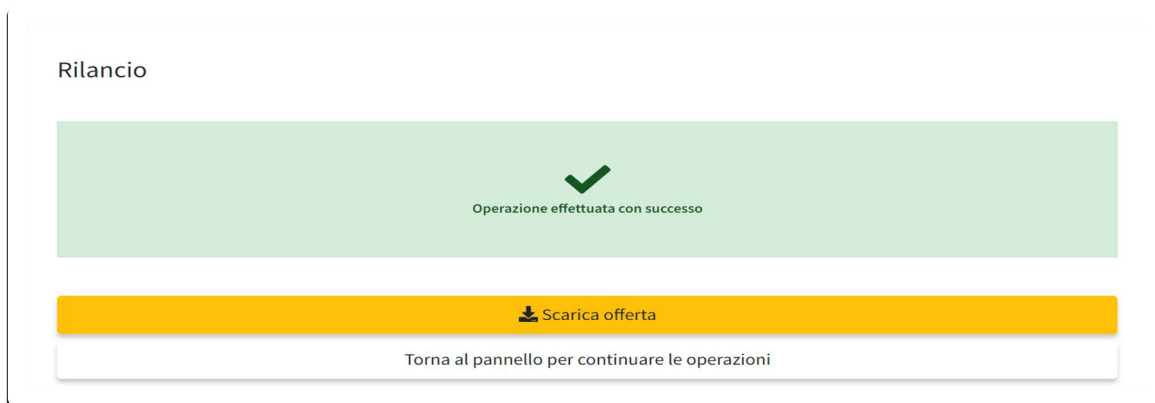 Rilancio
Operazione effettuata con successo
Scarica offerta
Torna al pannello per continuare le operazioni